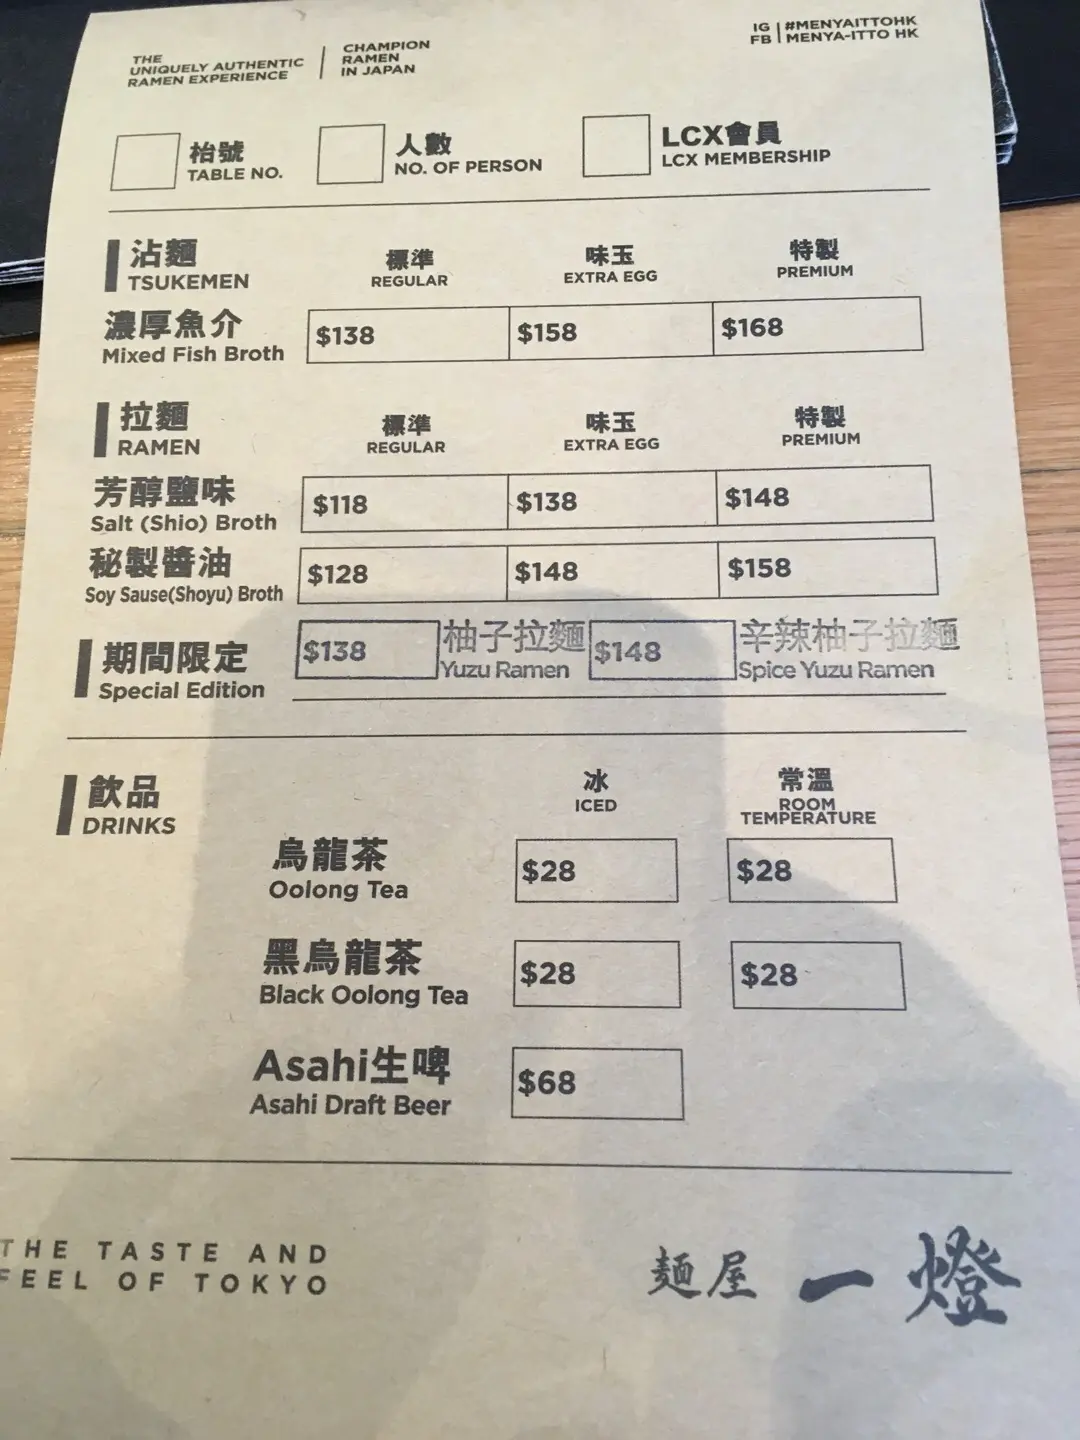 THE
UNIQUELY AUTHENTIC
RAMEN EXPERIENCE
CHAMPION
RAMEN
IN JAPAN
IG | #MENYAITTOHK
FB | MENYA-ITTO HK
枱號
TABLE NO.
人數
NO. OF PERSON
LCX會員
LCX MEMBERSHIP
沾麵
TSUKEMEN
標準
REGULAR
味玉
EXTRA EGG
特製
PREMIUM
濃厚魚介
Mixed Fish Broth
$138 $158 $168
拉麵
RAMEN
標準
REGULAR
味玉
EXTRA EGG
特製
PREMIUM
芳醇鹽味
Salt (Shio) Broth
$118 $138 $148
秘製醬油
Soy Sause(Shoyu) Broth
$128 $148 $158
期間限定
Special Edition
$138
柚子拉麵
Yuzu Ramen
$148
辛辣柚子拉麵
Spice Yuzu Ramen
飲品
DRINKS
冰
ICED
常溫
ROOM
TEMPERATURE
烏龍茶
Oolong Tea
$28 $28
黑烏龍茶
Black Oolong Tea
$28 $28
Asahi生啤
Asahi Draft Beer
$68
THE TASTE AND
FEEL OF TOKYO
麺屋 一燈